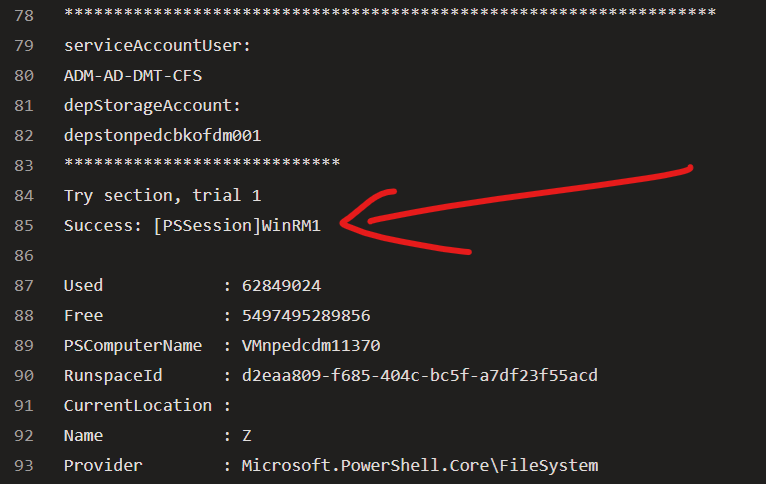 78 ******************************************************************
79 serviceAccountUser:
80 ADM-AD-DMT-CFS
81 depStorageAccount:
82 depstonpedcbkofdm001
83 ****************************
84 Try section, trial 1
85 Success: [PSSession]WinRM1
86
87 Used : 62849024
88 Free : 5497495289856
89 PSComputerName : VMnpedcdm11370
90 RunspaceId : d2eaa809-f685-404c-bc5f-a7df23f55acd
91 CurrentLocation :
92 Name : Z
93 Provider : Microsoft.PowerShell.Core\FileSystem